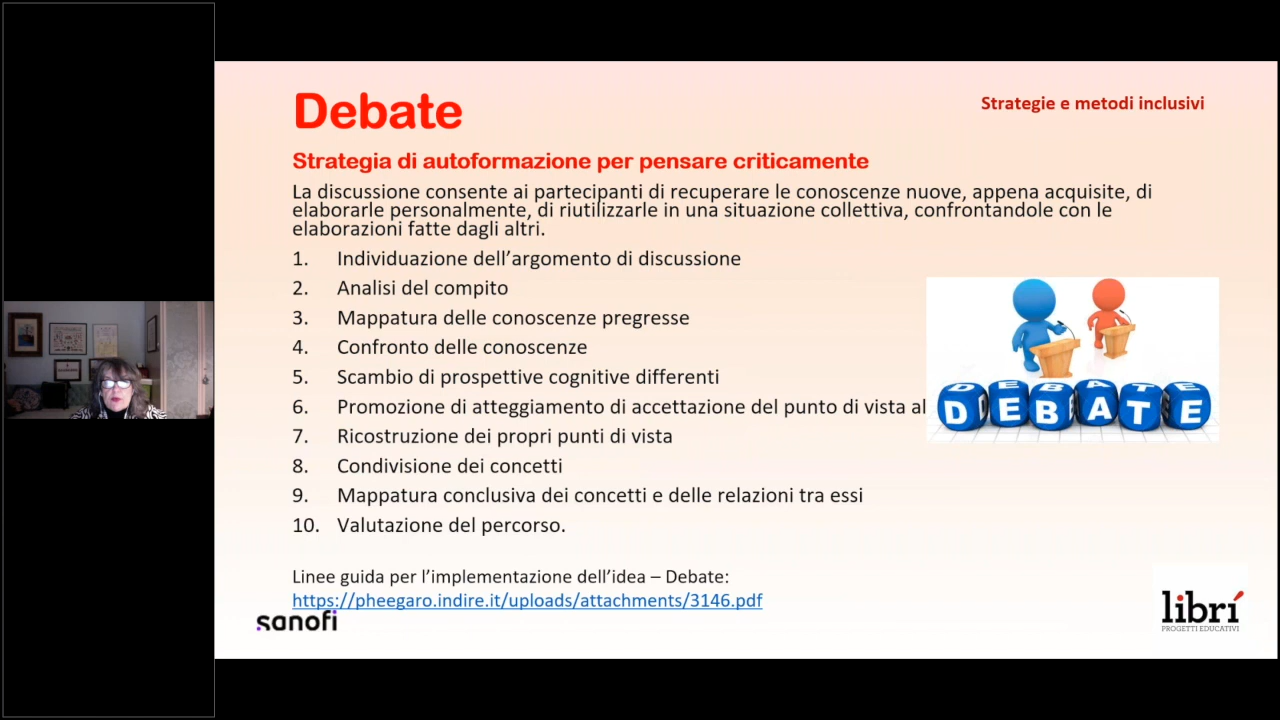 Debate
Strategie e metodi inclusivi
Strategia di autoformazione per pensare criticamente
La discussione consente ai partecipanti di recuperare le conoscenze nuove, appena acquisite, di
elaborarle personalmente, di riutilizzarle in una situazione collettiva, confrontandole con le
elaborazioni fatte dagli altri.
1. Individuazione dell’argomento di discussione
2. Analisi del compito
3. Mappatura delle conoscenze pregresse
4. Confronto delle conoscenze
5. Scambio di prospettive cognitive differenti
6. Promozione di atteggiamento di accettazione del punto di vista al
7. Ricostruzione dei propri punti di vista
8. Condivisione dei concetti
9. Mappatura conclusiva dei concetti e delle relazioni tra essi
10. Valutazione del percorso.
DEBATE
DEBATE
Linee guida per l’implementazione dell’idea – Debate:
https://pheegaro.indire.it/uploads/attachments/3146.pdf
sanofi
librí
PROGETTI EDUCATIVI